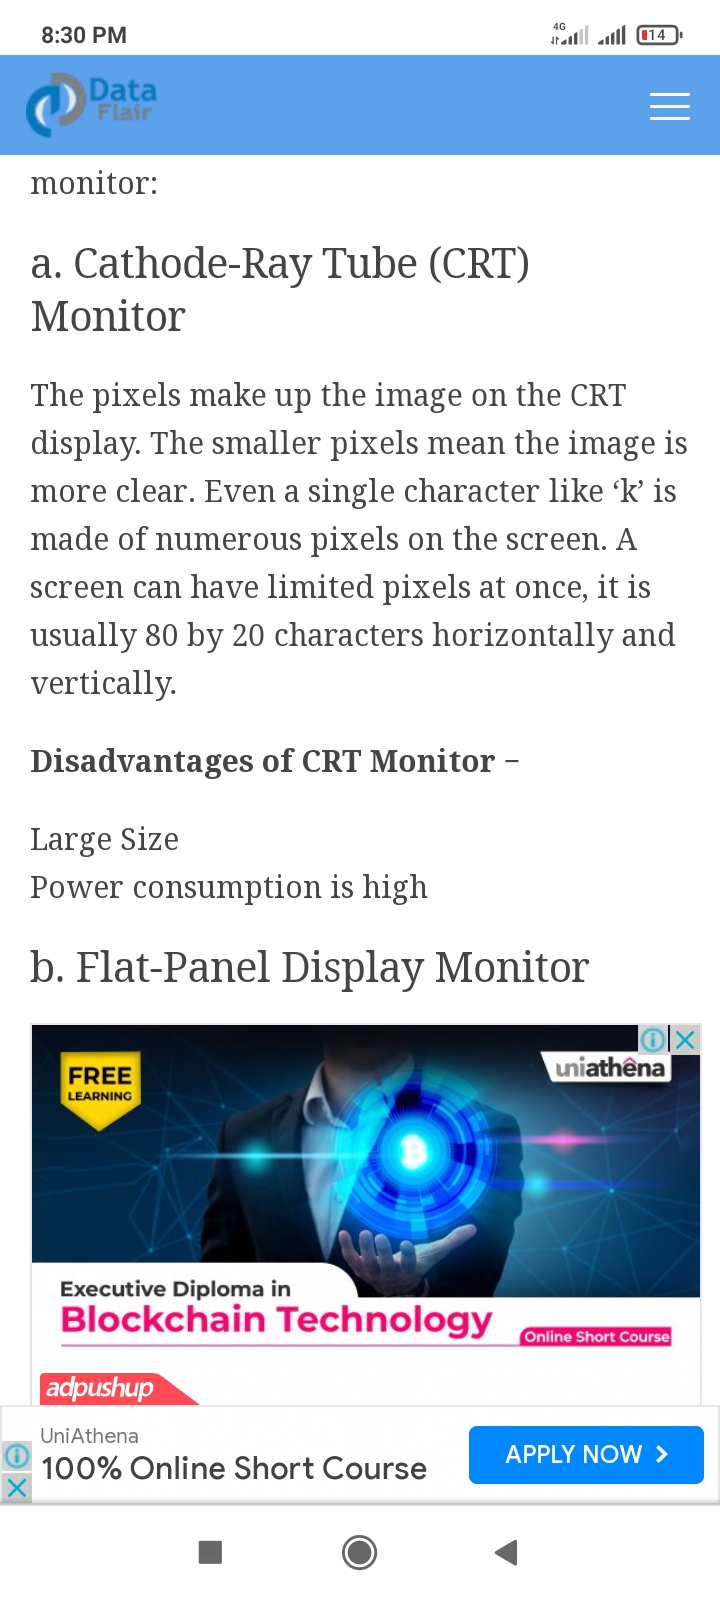 8:30 PM
4G
14
Data
Flair
monitor:
a. Cathode-Ray Tube (CRT)
Monitor
The pixels make up the image on the CRT
display. The smaller pixels mean the image is
more clear. Even a single character like ‘k’ is
made of numerous pixels on the screen. A
screen can have limited pixels at once, it is
usually 80 by 20 characters horizontally and
vertically.
Disadvantages of CRT Monitor –
Large Size
Power consumption is high
b. Flat-Panel Display Monitor
FREE
LEARNING
uniathena
Executive Diploma in
Blockchain Technology
Online Short Course
adpushup
UniAthena
100% Online Short Course
APPLY NOW